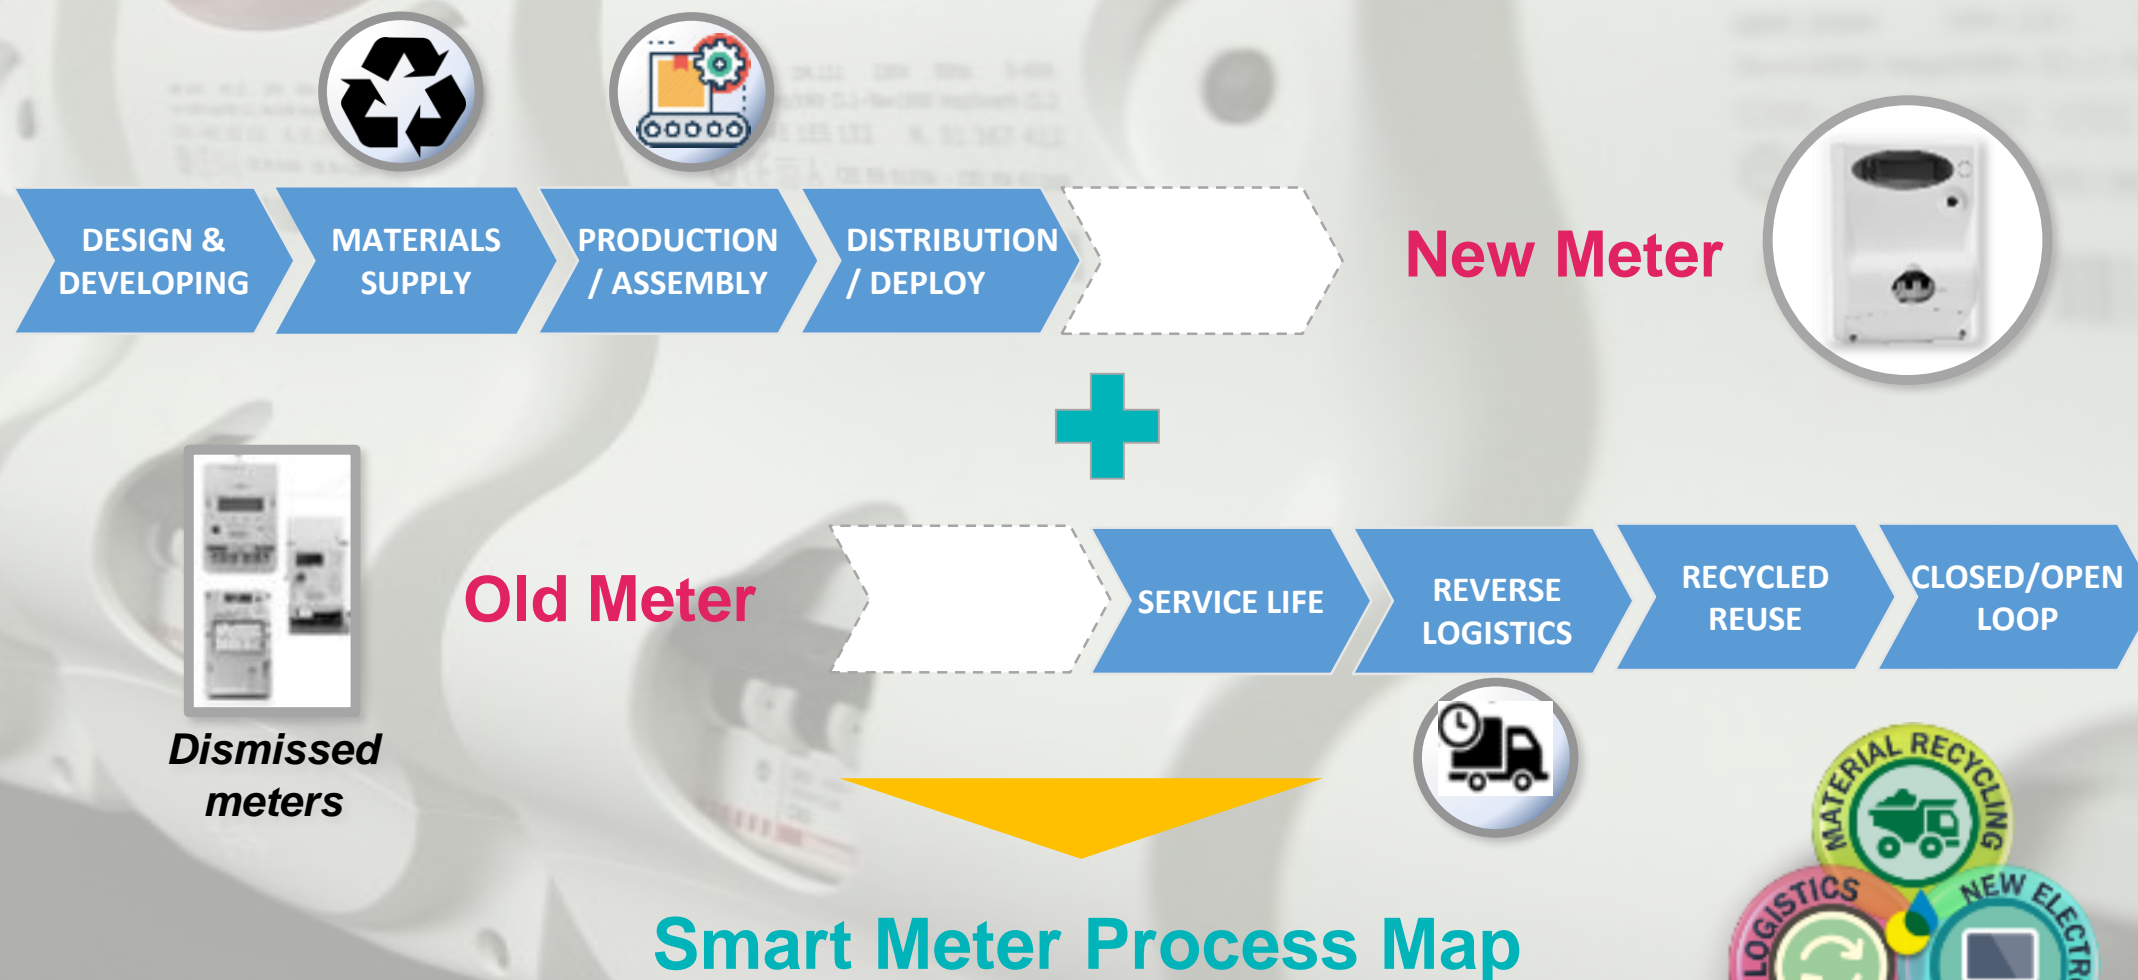 DESIGN &
DEVELOPING
MATERIALS
SUPPLY
PRODUCTION
/ ASSEMBLY
DISTRIBUTION
/ DEPLOY
New Meter
Old Meter
SERVICE LIFE
REVERSE
LOGISTICS
RECYCLED
REUSE
CLOSED/OPEN
LOOP
Dismissed
meters
MATERIAL RECYCLING
LOGISTICS
NEW
Smart Meter Process Map